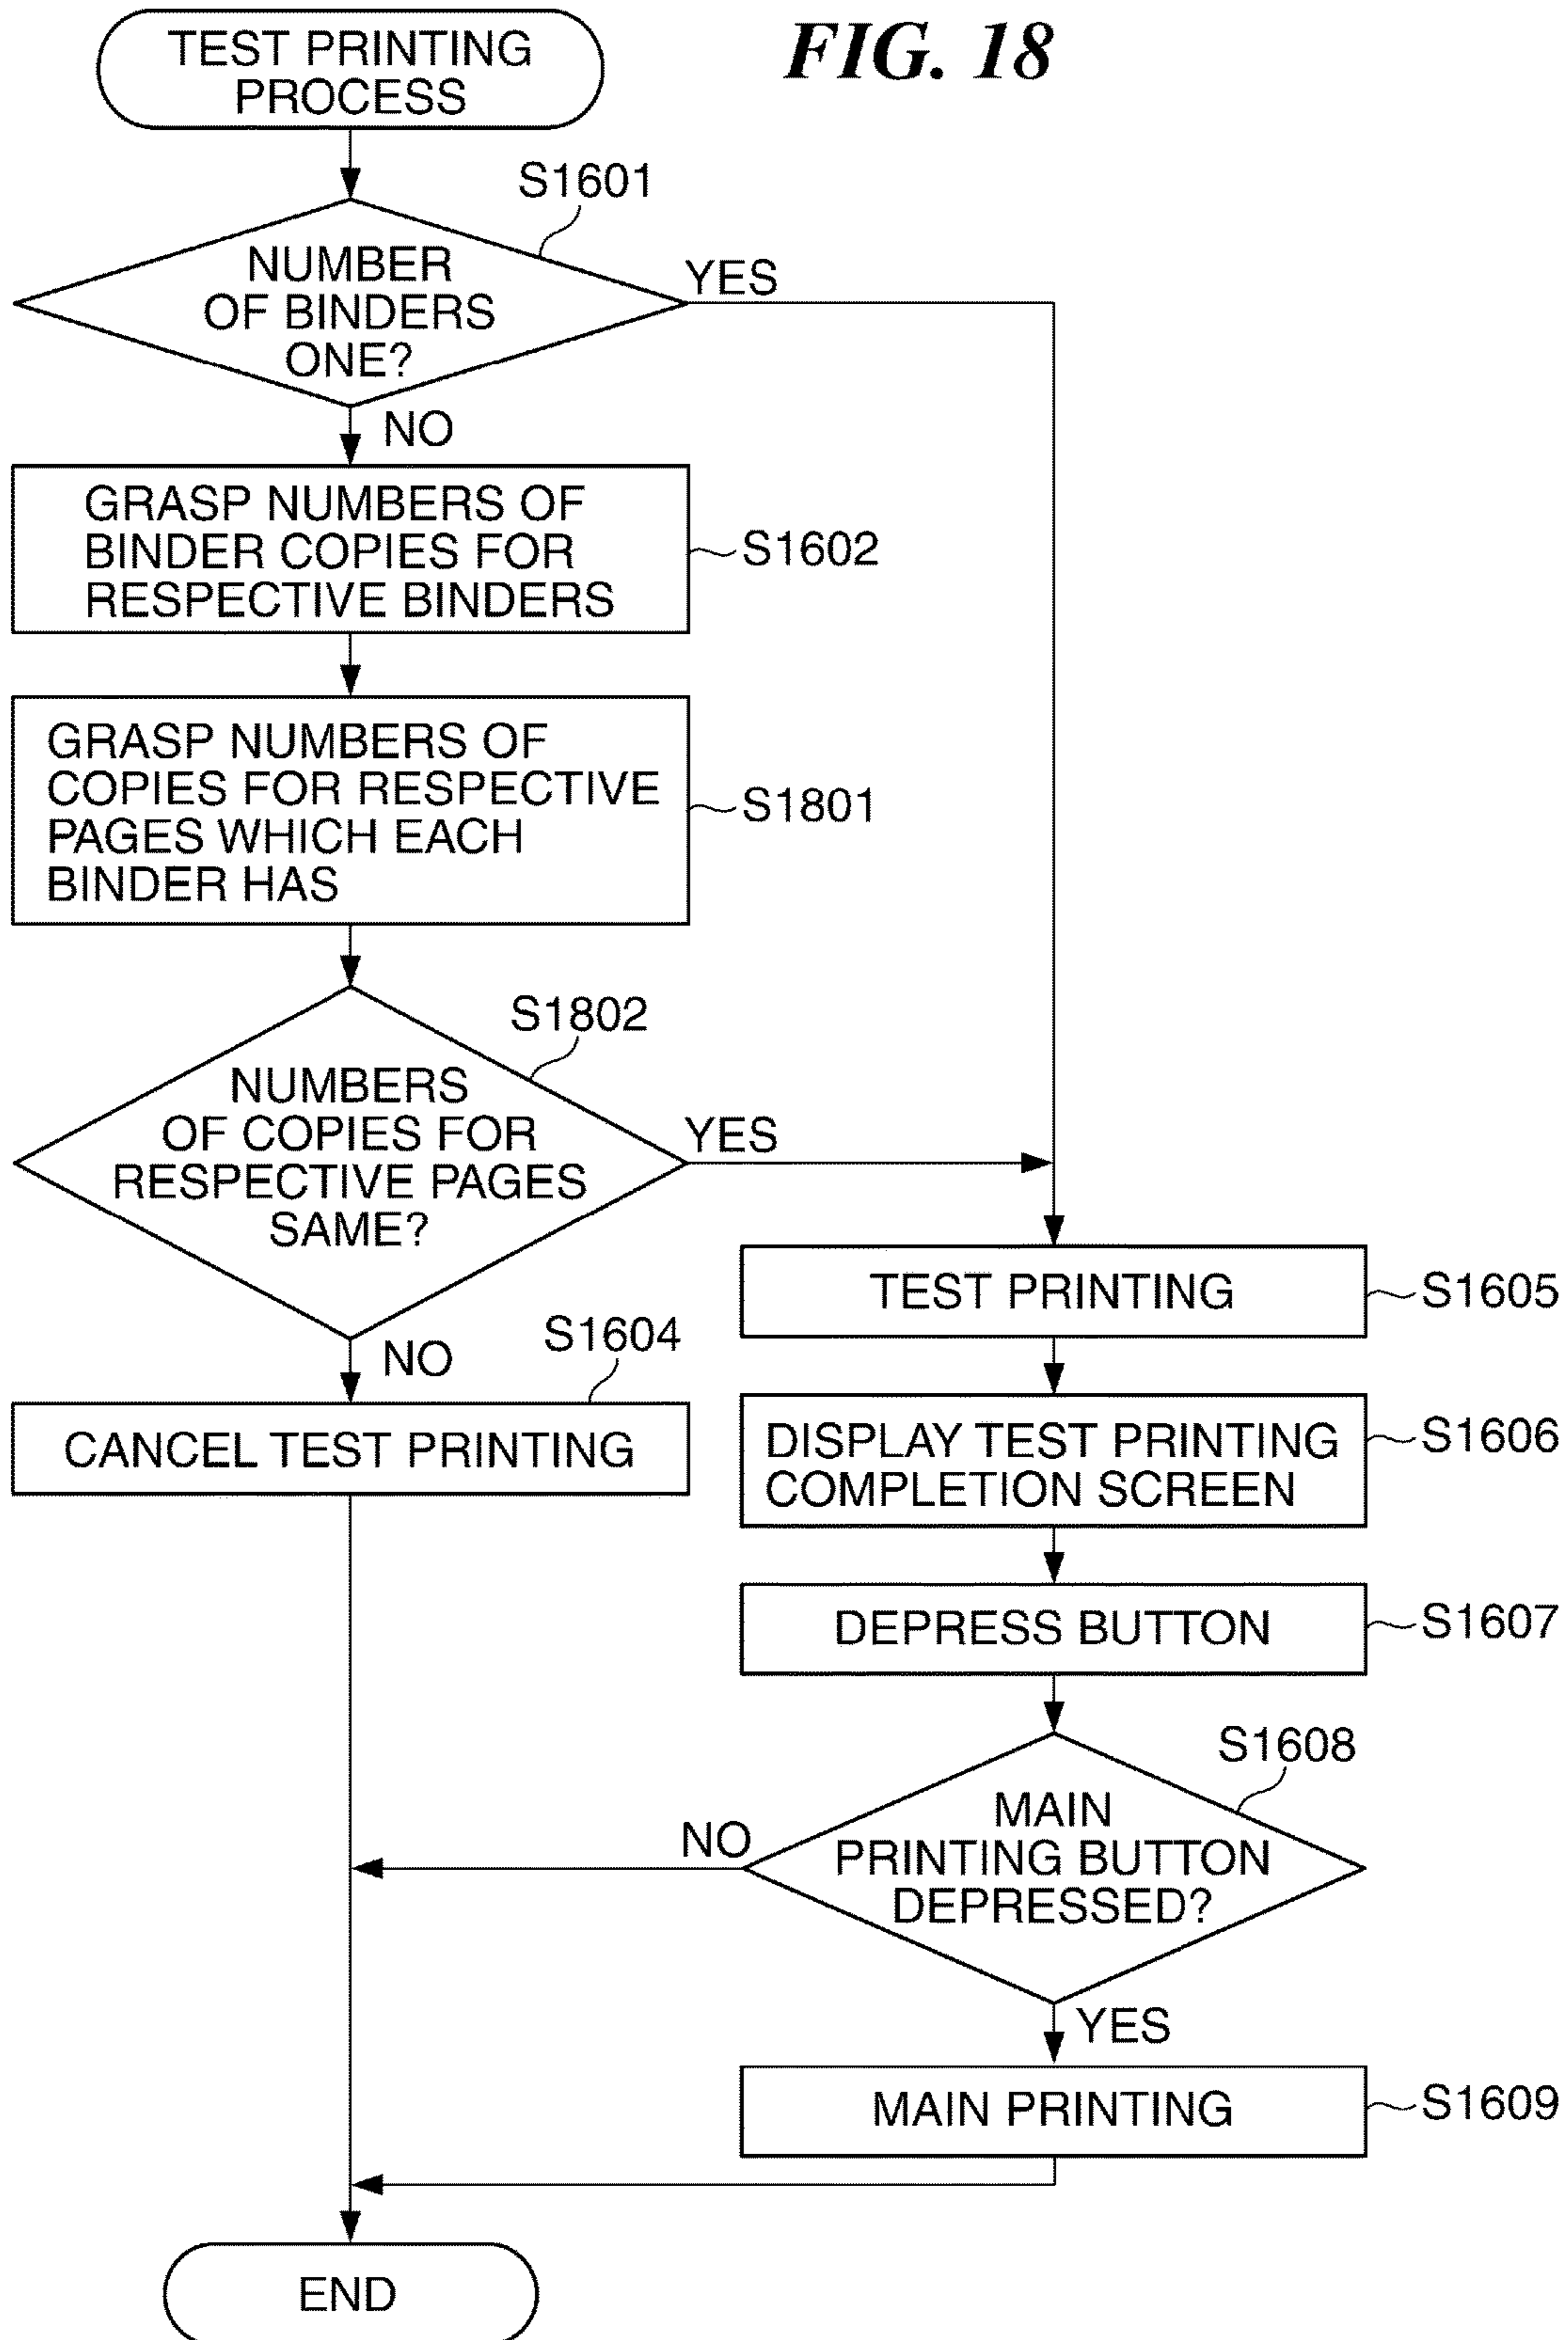 FIG. 18
TEST PRINTING
PROCESS
S1601
NUMBER
OF BINDERS
ONE?
YES
NO
GRASP NUMBERS OF
BINDER COPIES FOR
RESPECTIVE BINDERS
S1602
GRASP NUMBERS OF
COPIES FOR RESPECTIVE
PAGES WHICH EACH
BINDER HAS
S1801
S1802
NUMBERS
OF COPIES FOR
RESPECTIVE PAGES
SAME?
YES
NO
S1604
CANCEL TEST PRINTING
TEST PRINTING
S1605
DISPLAY TEST PRINTING
COMPLETION SCREEN
S1606
DEPRESS BUTTON
S1607
S1608
MAIN
PRINTING BUTTON
DEPRESSED?
NO
YES
MAIN PRINTING
S1609
END